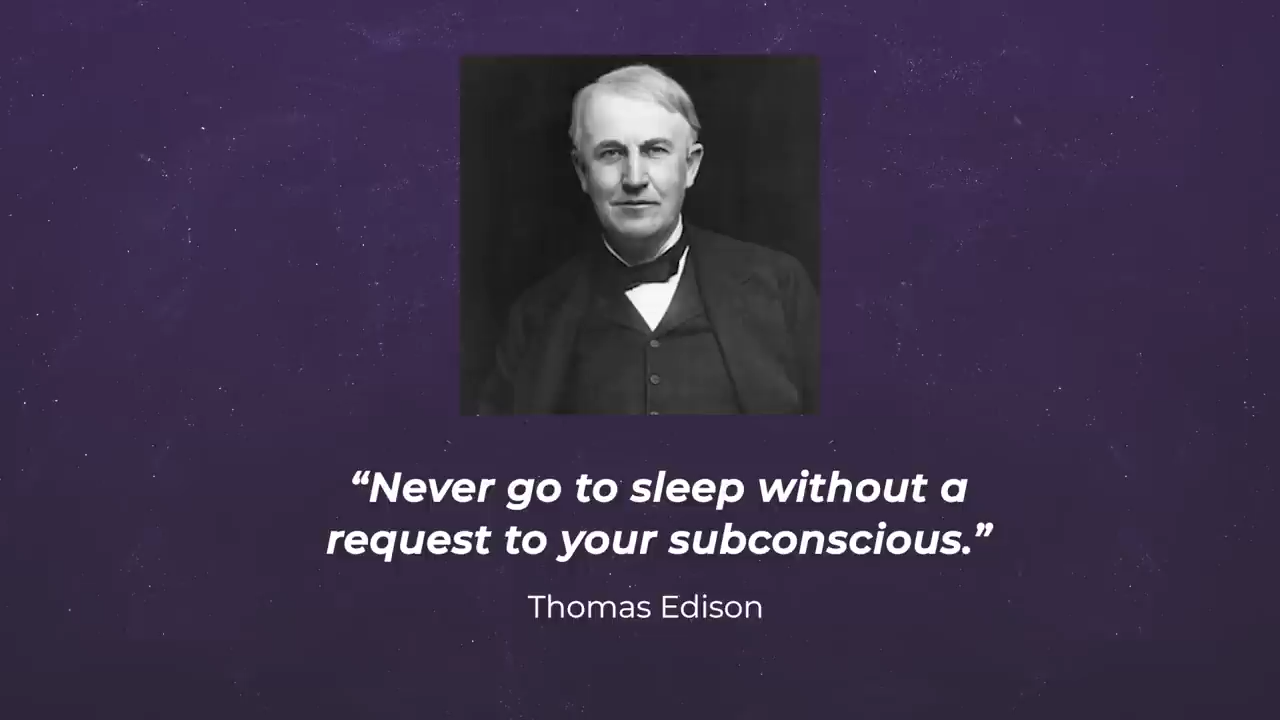 “Never go to sleep without a
request to your subconscious.”
Thomas Edison